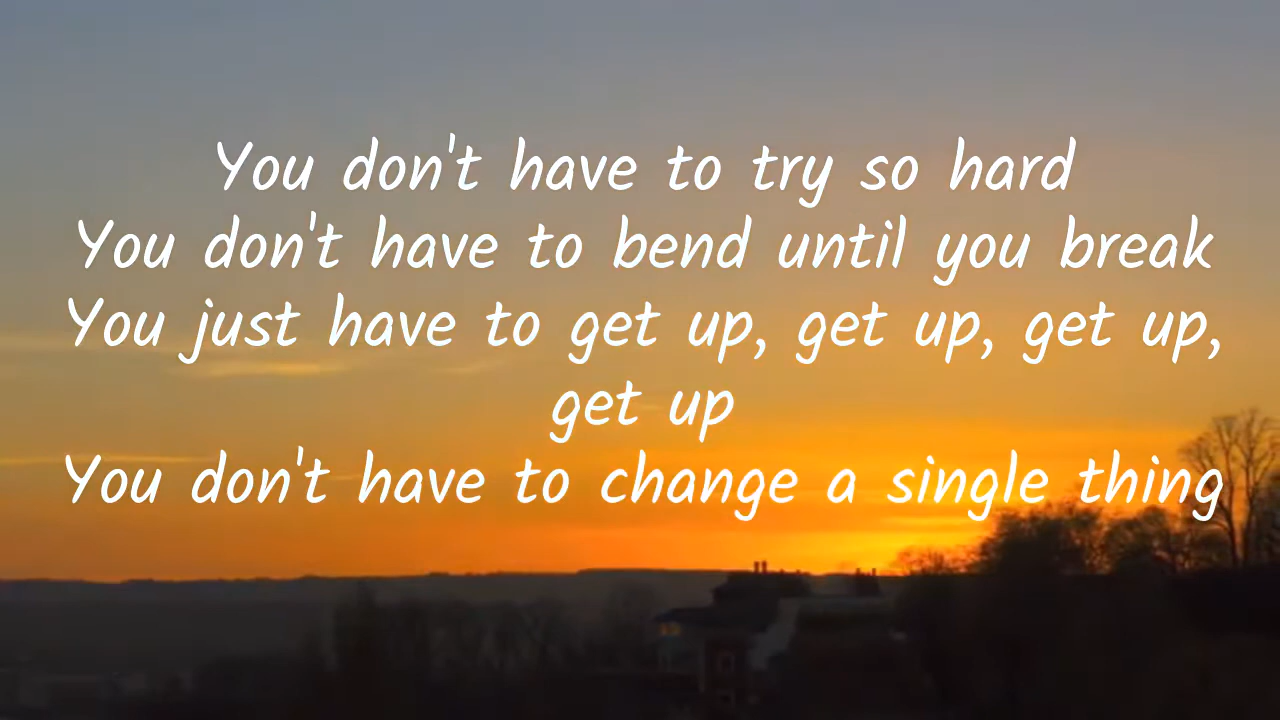 You don't have to try so hard
You don't have to bend until you break
You just have to get up, get up, get up,
get up
You don't have to change a single thing